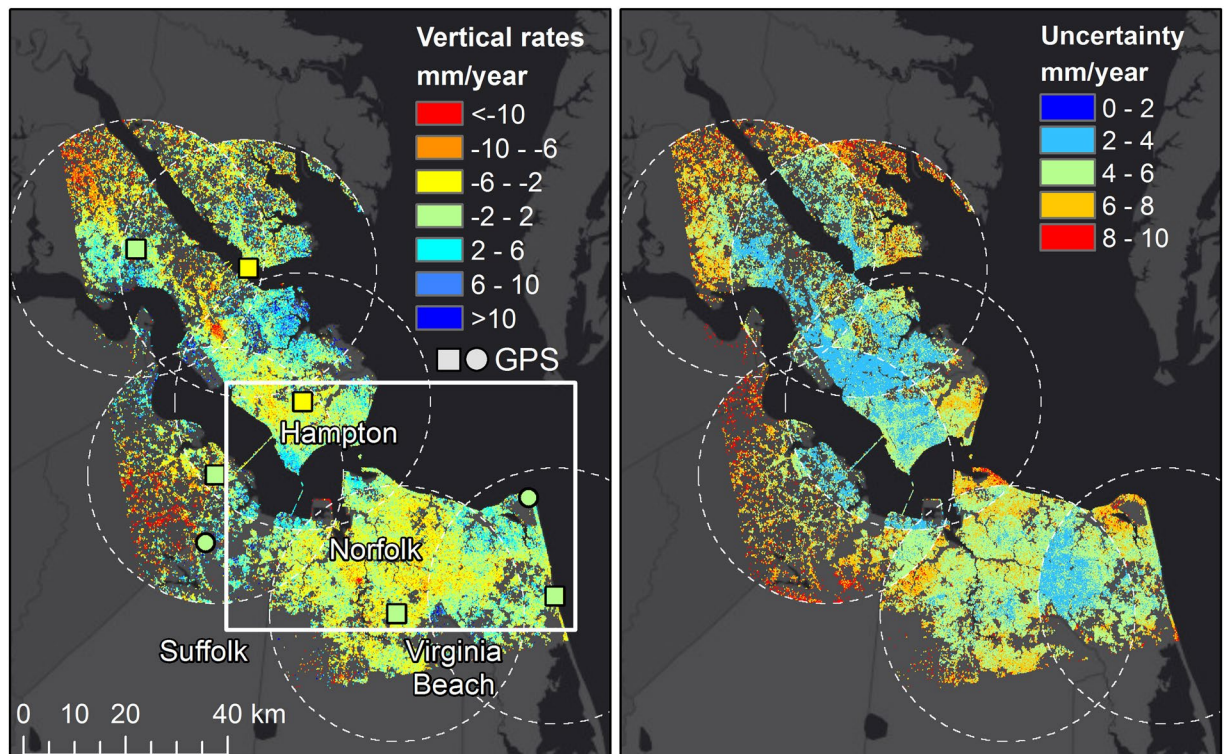 Vertical rates
mm/year
<-10
-10 - -6
-6 - -2
-2 - 2
2 - 6
6 - 10
>10
GPS
Hampton
Norfolk
Suffolk
Virginia
Beach
0 10 20 40 km
Uncertainty
mm/year
0 - 2
2 - 4
4 - 6
6 - 8
8 - 10